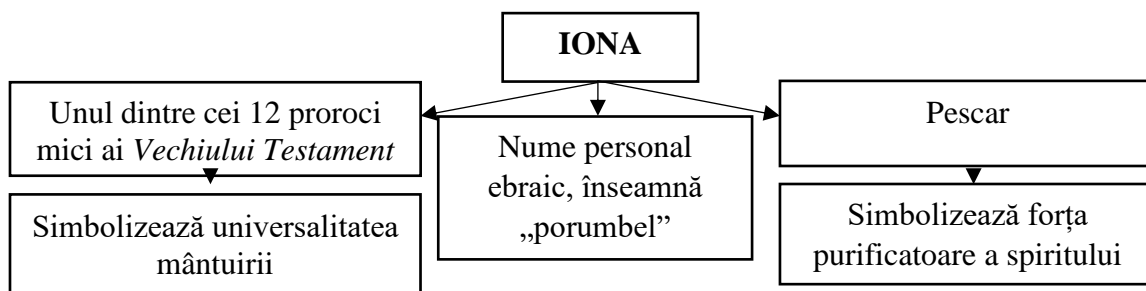 IONA
Unul dintre cei 12 proroci
mici ai Vechiului Testament
Simbolizează universalitatea
mântuirii
Nume personal
ebraic, înseamnă
„porumbel”
Pescar
Simbolizează forța
purificatoare a spiritului